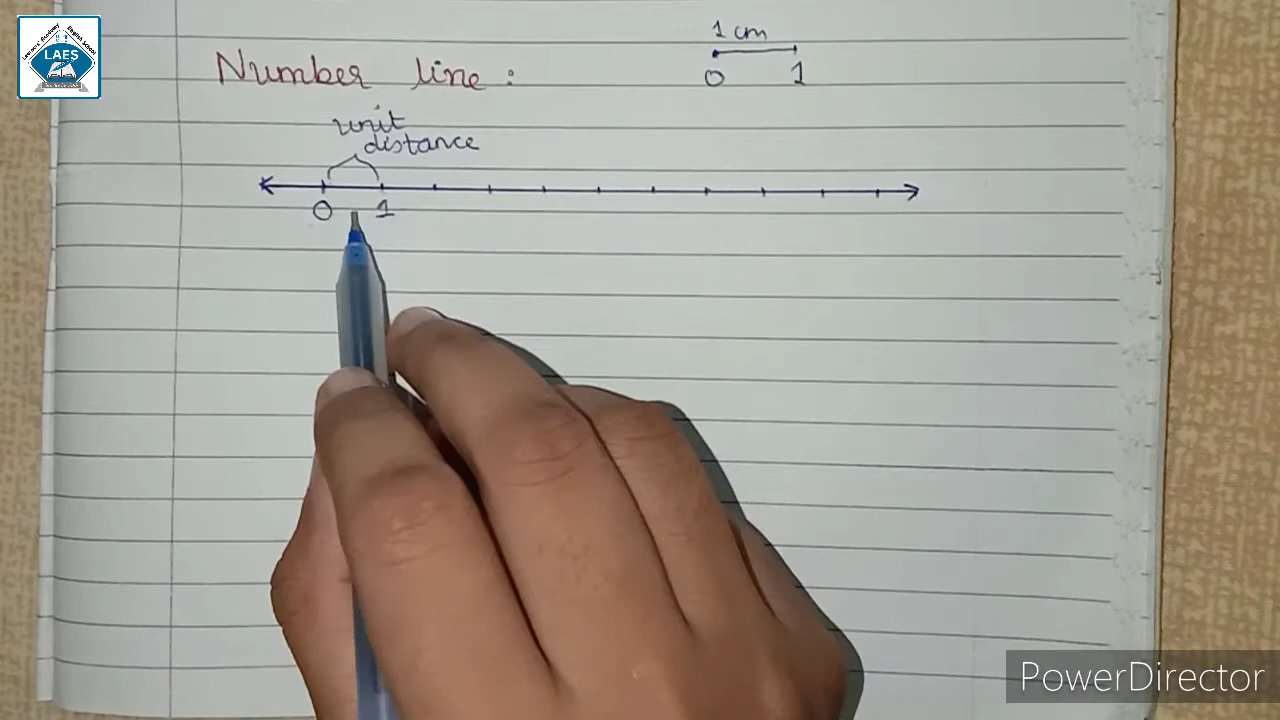 LAES
1 cm
Number line :
0 1
unit
distance
0 1
PowerDirector